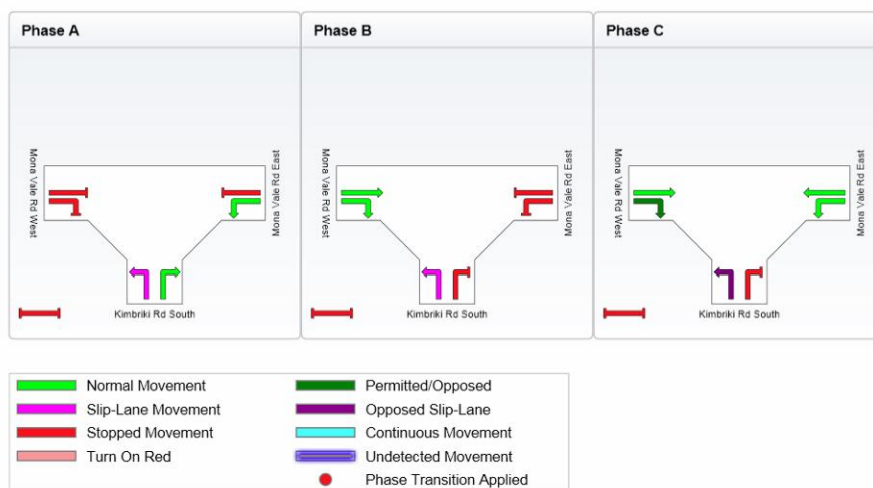 Phase A
Phase B
Phase C
Mona Vale Rd West
Mona Vale Rd East
Kimbriki Rd South
Mona Vale Rd West
Mona Vale Rd East
Kimbriki Rd South
Mona Vale Rd West
Mona Vale Rd East
Kimbriki Rd South
Normal Movement
Permitted/Opposed
Slip-Lane Movement
Opposed Slip-Lane
Stopped Movement
Continuous Movement
Turn On Red
Undetected Movement
Phase Transition Applied